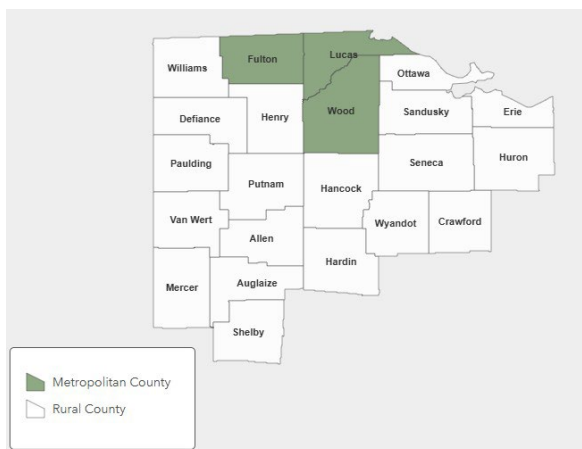 Lucas
Fulton
Williams
Ottawa
Defiance
Henry
Wood
Sandusky
Erie
Paulding
Seneca
Huron
Putnam
Hancock
Van Wert
Wyandot
Crawford
Allen
Hardin
Mercer
Auglaize
Shelby
Metropolitan County
Rural County